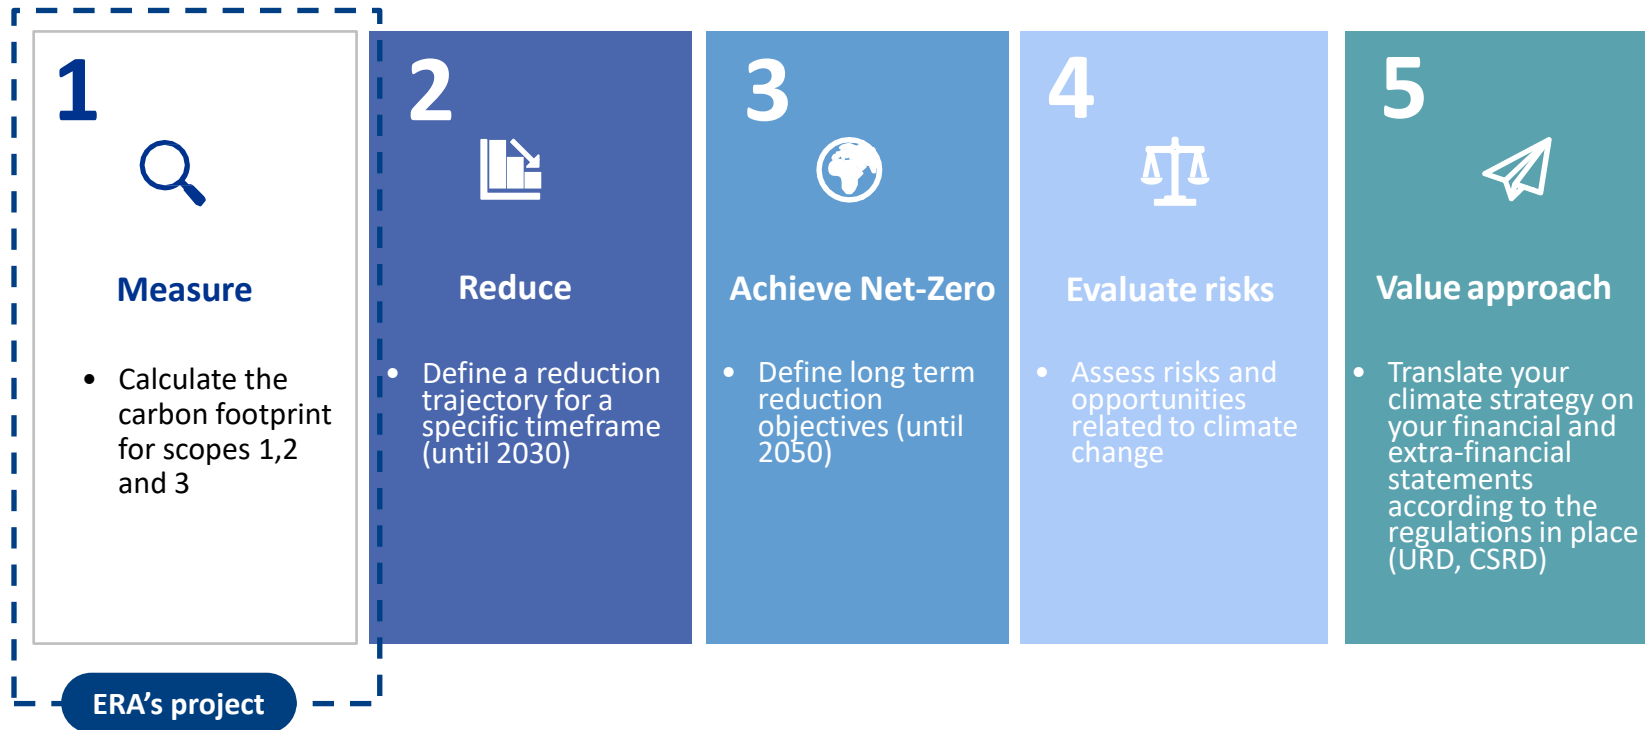 1
Measure
• Calculate the
carbon footprint
for scopes 1,2
and 3
2
Reduce
• Define a reduction
trajectory for a
specific timeframe
(until 2030)
3
Achieve Net-Zero
• Define long term
reduction
objectives (until
2050)
4
Evaluate risks
• Assess risks and
opportunities
related to climate
change
5
Value approach
• Translate your
climate strategy on
your financial and
extra-financial
statements
according to the
regulations in place
(URD, CSRD)
ERA’s project